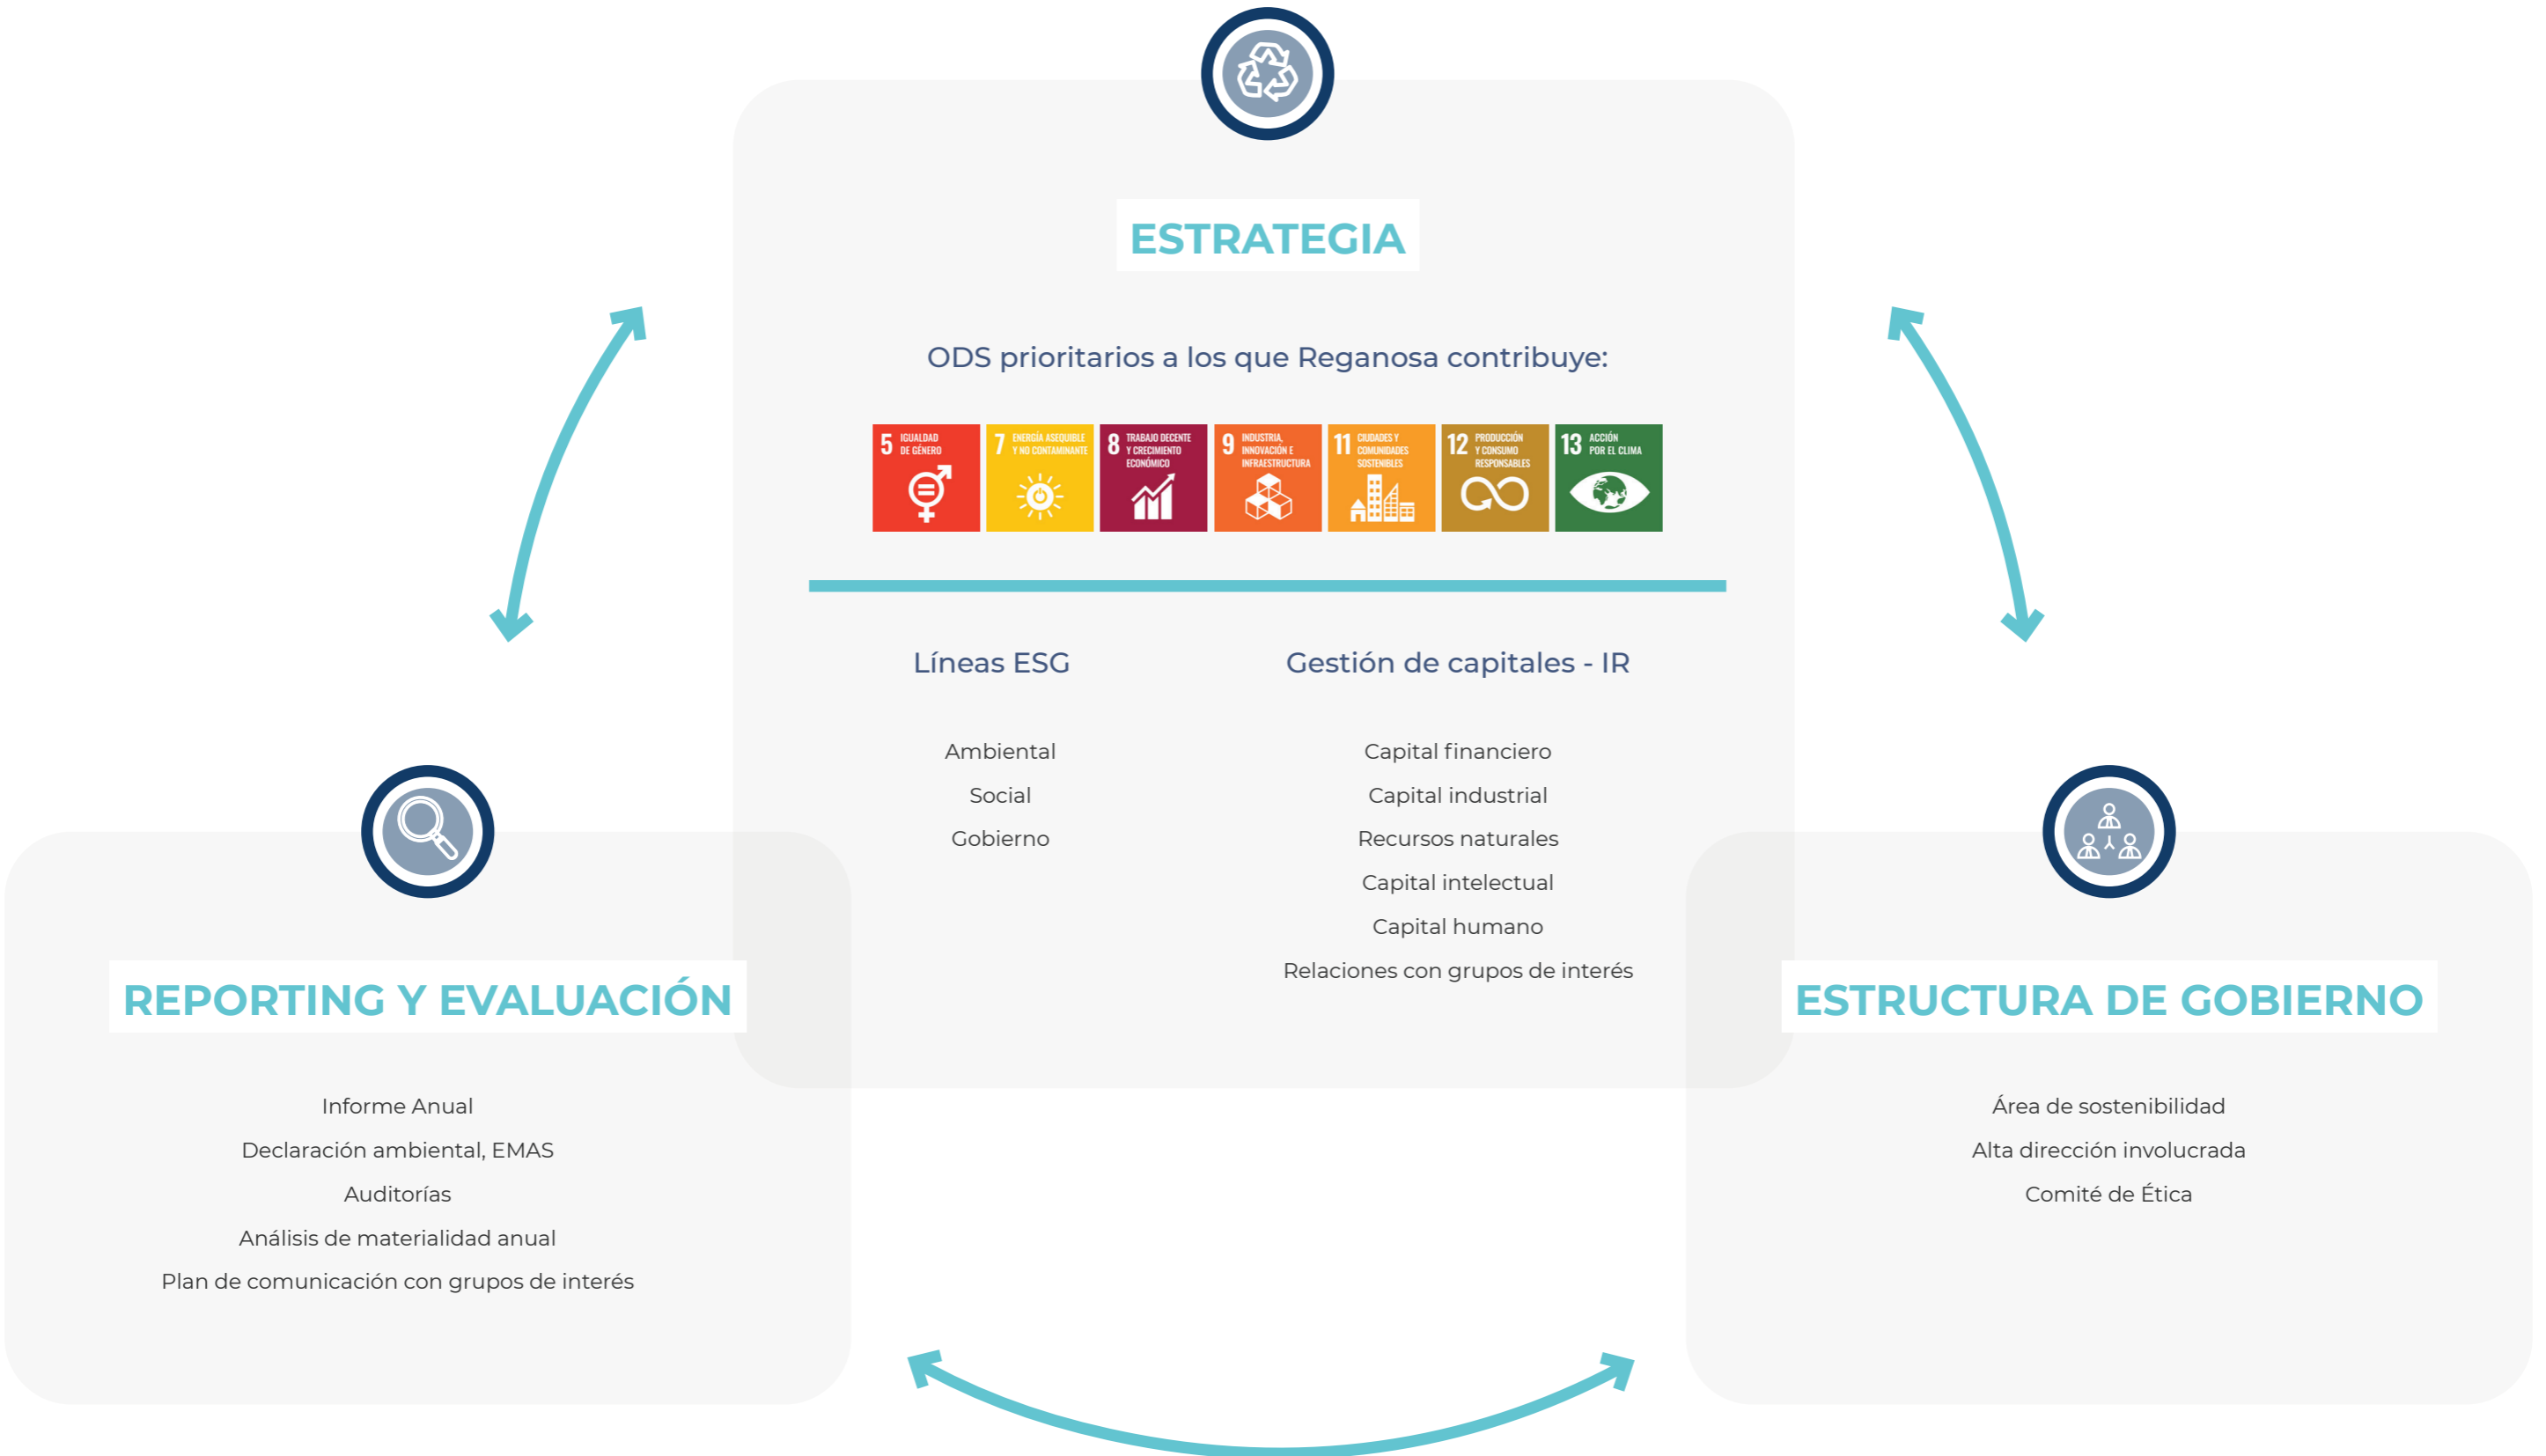 ESTRATEGIA
ODS prioritarios a los que Reganosa contribuye:
5 IGUALDAD
DE GÉNERO
7 ENERGÍA ASEQUIBLE
Y NO CONTAMINANTE
8 TRABAJO DECENTE
Y CRECIMIENTO
ECONÓMICO
9 INDUSTRIA,
INNOVACIÓN E
INFRAESTRUCTURA
11 CIUDADES Y
COMUNIDADES
SOSTENIBLES
12 PRODUCCIÓN
Y CONSUMO
RESPONSABLES
13 ACCIÓN
POR EL CLIMA
Líneas ESG
Ambiental
Social
Gobierno
Gestión de capitales - IR
Capital financiero
Capital industrial
Recursos naturales
Capital intelectual
Capital humano
Relaciones con grupos de interés
REPORTING Y EVALUACIÓN
Informe Anual
Declaración ambiental, EMAS
Auditorías
Análisis de materialidad anual
Plan de comunicación con grupos de interés
ESTRUCTURA DE GOBIERNO
Área de sostenibilidad
Alta dirección involucrada
Comité de Ética